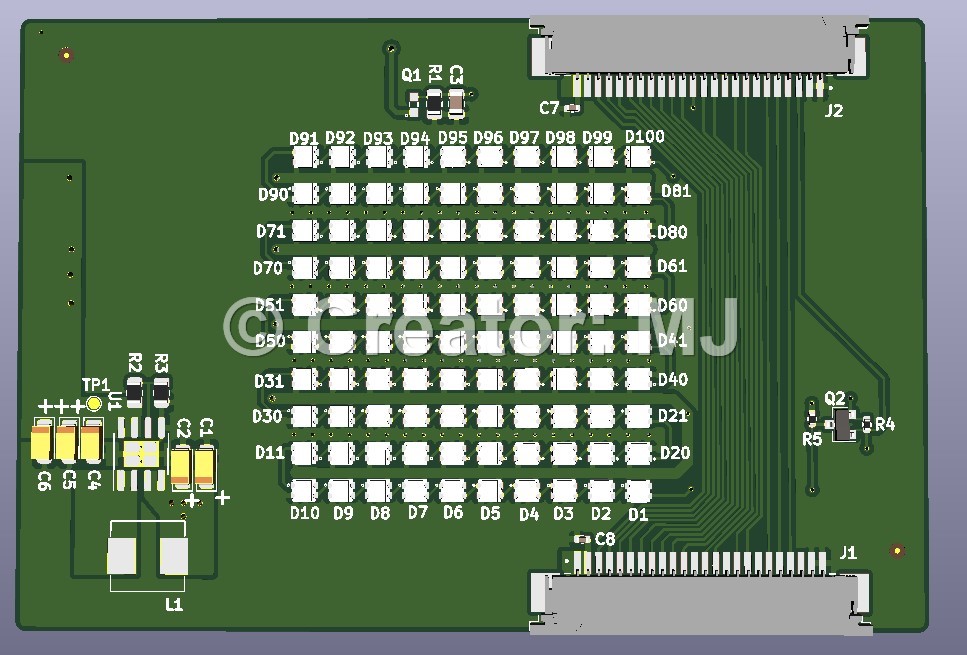 Q1 R1 C3
C7
J2
D91 D92 D93 D94 D95 D96 D97 D98 D99 D100
D90 D81
D71 D80
D70 D61
D51 D60
© Creator: MJ
D50 D41
D31 D40
R2 R3
TP1 U1
Q2
D30 D21
R5 R4
C2 C1
D11 D20
C6 C5 C4
D10 D9 D8 D7 D6 D5 D4 D3 D2 D1
C8
J1
L1